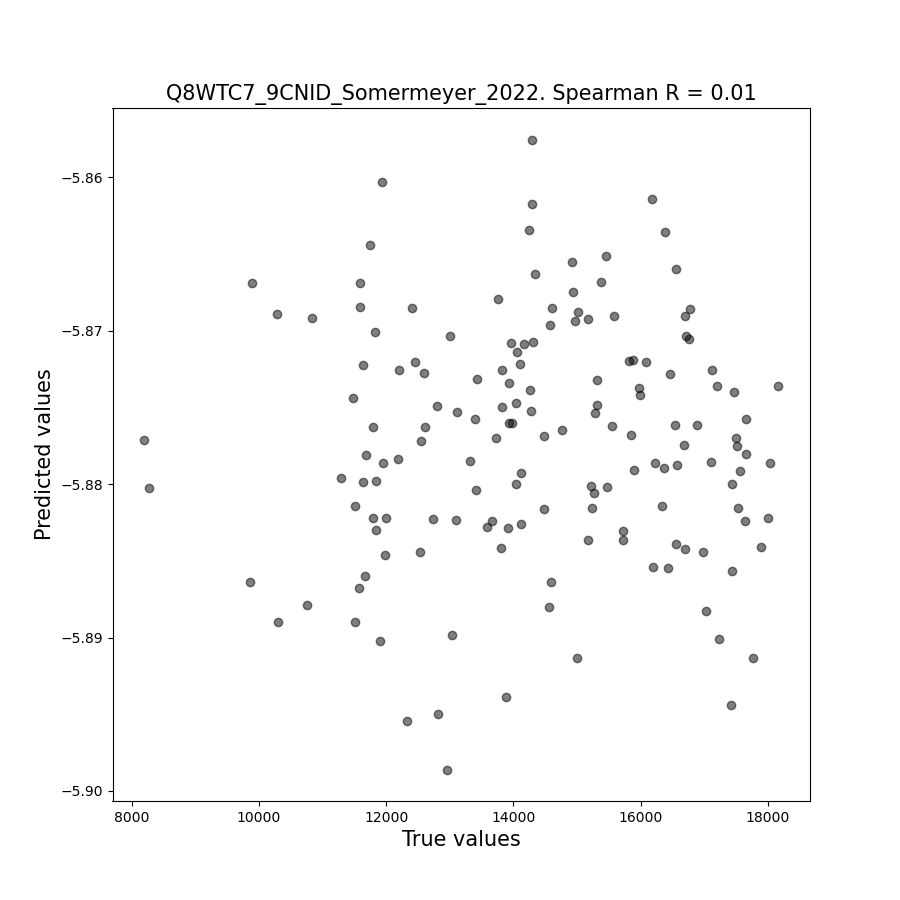 Q8WTC7_9CNID_Somermeyer_2022. Spearman R = 0.01
−5.86
−5.87
−5.88
−5.89
−5.90
Predicted values
8000 10000 12000 14000 16000 18000
True values